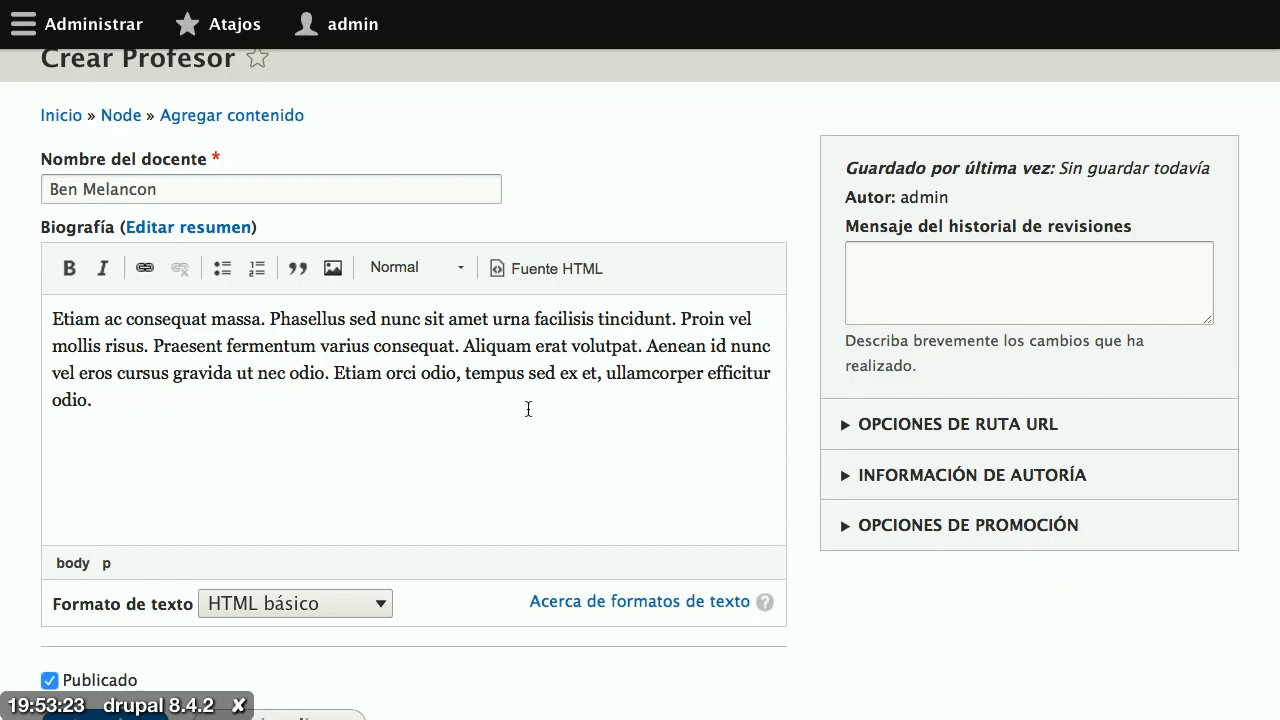 Administrar Atajos admin
Crear Profesor
Inicio » Node » Agregar contenido
Nombre del docente *
Ben Melancon
Biografía (Editar resumen)
B I Normal Fuente HTML
Etiam ac consequat massa. Phasellus sed nunc sit amet urna facilisis tincidunt. Proin vel
mollis risus. Praesent fermentum varius consequat. Aliquam erat volutpat. Aenean id nunc
vel eros cursus gravida ut nec odio. Etiam orci odio, tempus sed ex et, ullamcorper efficitur
odio.
body p
Formato de texto HTML básico Acerca de formatos de texto ?
Publicado
Guardado por última vez: Sin guardar todavía
Autor: admin
Mensaje del historial de revisiones
Describa brevemente los cambios que ha
realizado.
OPCIONES DE RUTA URL
INFORMACIÓN DE AUTORÍA
OPCIONES DE PROMOCIÓN
19:53:23 drupal 8.4.2 ✘